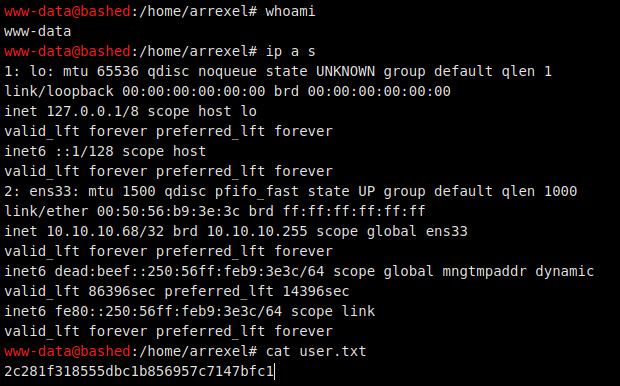 www-data@bashed:/home/arrexel# whoami
www-data
www-data@bashed:/home/arrexel# ip a s
1: lo: mtu 65536 qdisc noqueue state UNKNOWN group default qlen 1
link/loopback 00:00:00:00:00:00 brd 00:00:00:00:00:00
inet 127.0.0.1/8 scope host lo
valid_lft forever preferred_lft forever
inet6 ::1/128 scope host
valid_lft forever preferred_lft forever
2: ens33: mtu 1500 qdisc pfifo_fast state UP group default qlen 1000
link/ether 00:50:56:b9:3e:3c brd ff:ff:ff:ff:ff:ff
inet 10.10.10.68/32 brd 10.10.10.255 scope global ens33
valid_lft forever preferred_lft forever
inet6 dead:beef::250:56ff:feb9:3e3c/64 scope global mngtmpaddr dynamic
valid_lft 86396sec preferred_lft 14396sec
inet6 fe80::250:56ff:feb9:3e3c/64 scope link
valid_lft forever preferred_lft forever
www-data@bashed:/home/arrexel# cat user.txt
2c281f318555dbc1b856957c7147bfc1